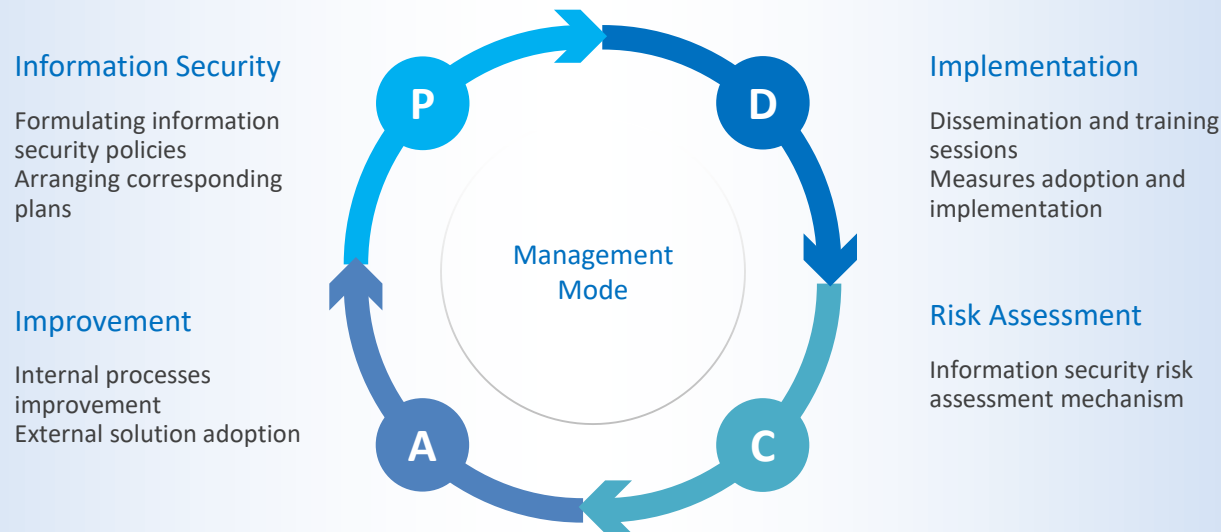 Information Security
Formulating information
security policies
Arranging corresponding
plans
P
D
Implementation
Dissemination and training
sessions
Measures adoption and
implementation
Management
Mode
Improvement
Internal processes
improvement
External solution adoption
A
C
Risk Assessment
Information security risk
assessment mechanism